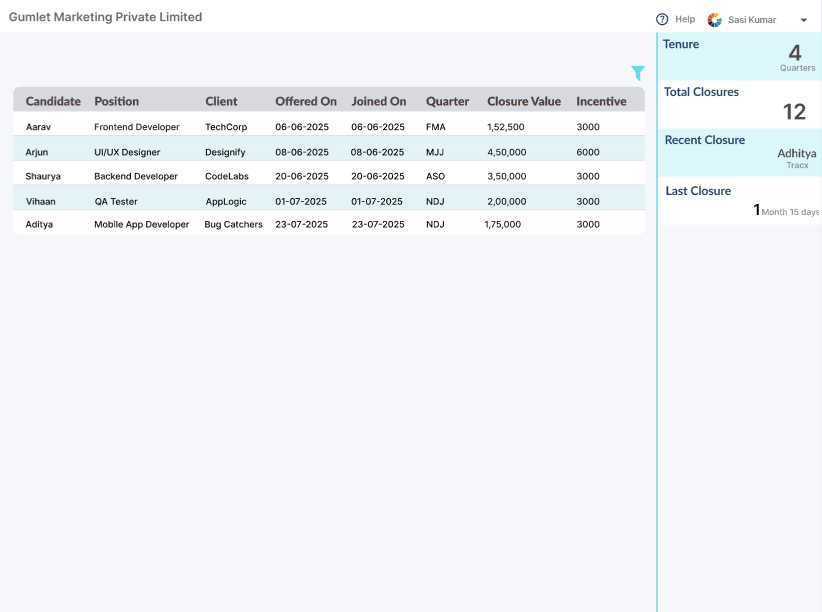 Gumlet Marketing Private Limited
Help Sasi Kumar
Candidate Position Client Offered On Joined On Quarter Closure Value Incentive
Aarav Frontend Developer TechCorp 06-06-2025 06-06-2025 FMA 1,52,500 3000
Arjun UI/UX Designer Designify 08-06-2025 08-06-2025 MJJ 4,50,000 6000
Shaurya Backend Developer CodeLabs 20-06-2025 20-06-2025 ASO 3,50,000 3000
Vihaan QA Tester AppLogic 01-07-2025 01-07-2025 NDJ 2,00,000 3000
Aditya Mobile App Developer Bug Catchers 23-07-2025 23-07-2025 NDJ 1,75,000 3000
Tenure
4
Quarters
Total Closures
12
Recent Closure
Adhitya
Tracx
Last Closure
1 Month 15 days